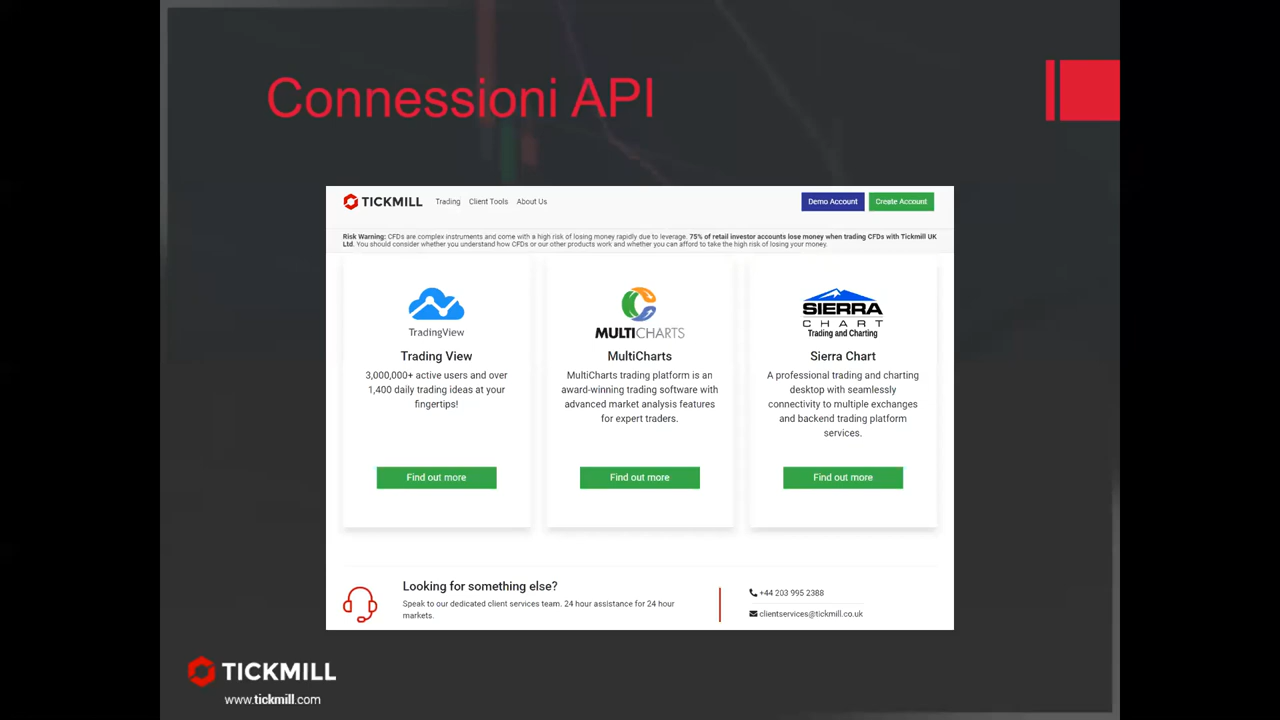 Connessioni API
TICKMILL
Trading
Client Tools
About Us
Demo Account
Create Account
Risk Warning: CFDs are complex instruments and come with a high risk of losing money rapidly due to leverage. 75% of retail investor accounts lose money when trading CFDs with Tickmill UK
Ltd. You should consider whether you understand how CFDs or our other products work and whether you can afford to take the high risk of losing your money.
TradingView
Trading View
3,000,000+ active users and over
1,400 daily trading ideas at your
fingertips!
Find out more
MULTICHARTS
MultiCharts
MultiCharts trading platform is an
award-winning trading software with
advanced market analysis features
for expert traders.
Find out more
SIERRA
CHART
Trading and Charting
Sierra Chart
A professional trading and charting
desktop with seamlessly
connectivity to multiple exchanges
and backend trading platform
services.
Find out more
Looking for something else?
Speak to our dedicated client services team. 24 hour assistance for 24 hour
markets.
+44 203 995 2388
clientservices@tickmill.co.uk
TICKMILL
www.tickmill.com